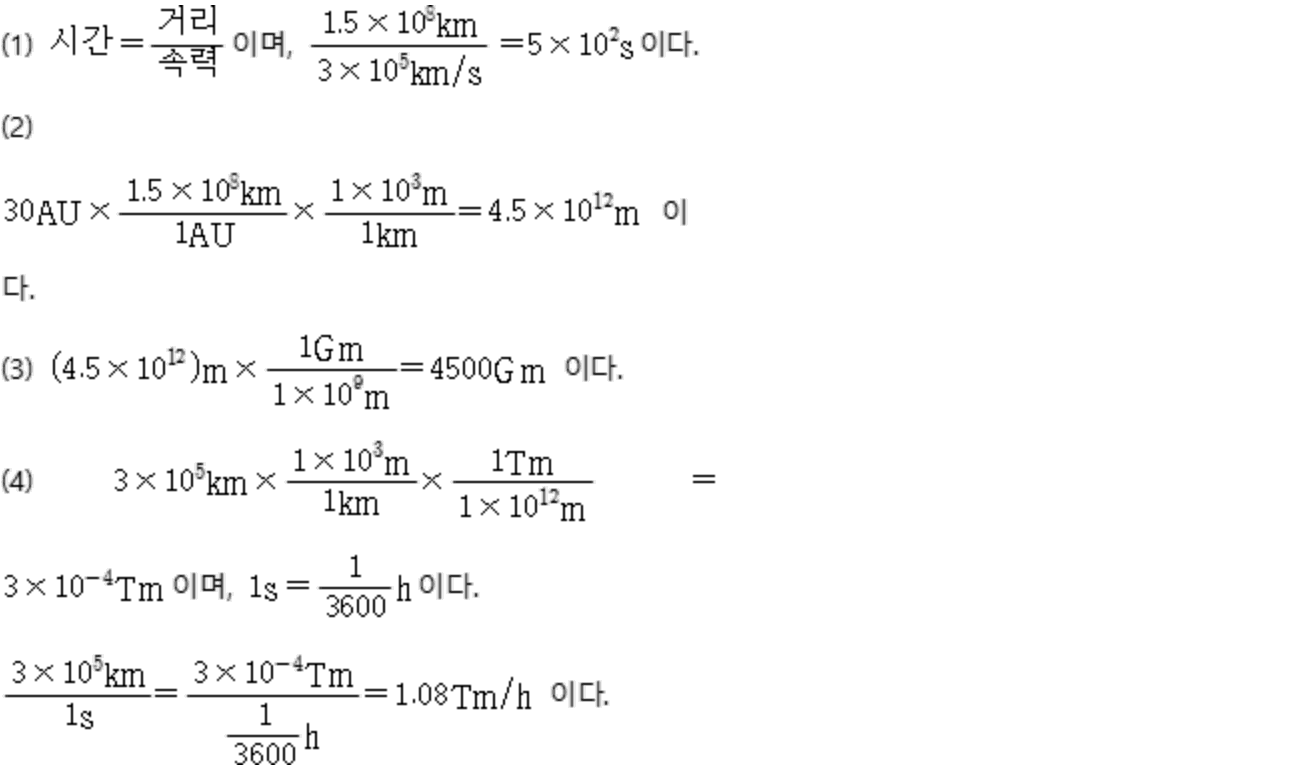 (1) 시간 = 거리/속력 이며, 1.5×10⁸km / 3×10⁵km/s = 5×10²s 이다.
(2)
30AU × 1.5×10⁸km/1AU × 1×10³m/1km = 4.5×10¹²m 이
다.
(3) (4.5×10¹²)m × 1Gm/1×10⁹m = 4500Gm 이다.
(4) 3×10⁵km × 1×10³m/1km × 1Tm/1×10¹²m =
3×10⁻⁴Tm 이며, 1s = 1/3600 h 이다.
3×10⁵km/1s = 3×10⁻⁴Tm / 1/3600 h = 1.08Tm/h 이다.